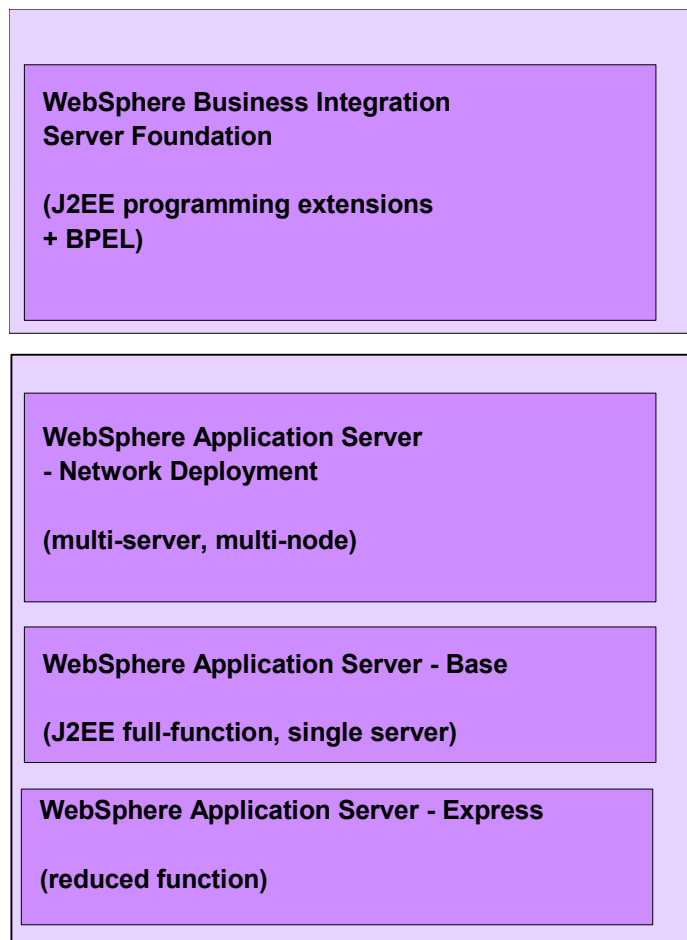 WebSphere Business Integration
Server Foundation
(J2EE programming extensions
+ BPEL)
WebSphere Application Server
- Network Deployment
(multi-server, multi-node)
WebSphere Application Server - Base
(J2EE full-function, single server)
WebSphere Application Server - Express
(reduced function)